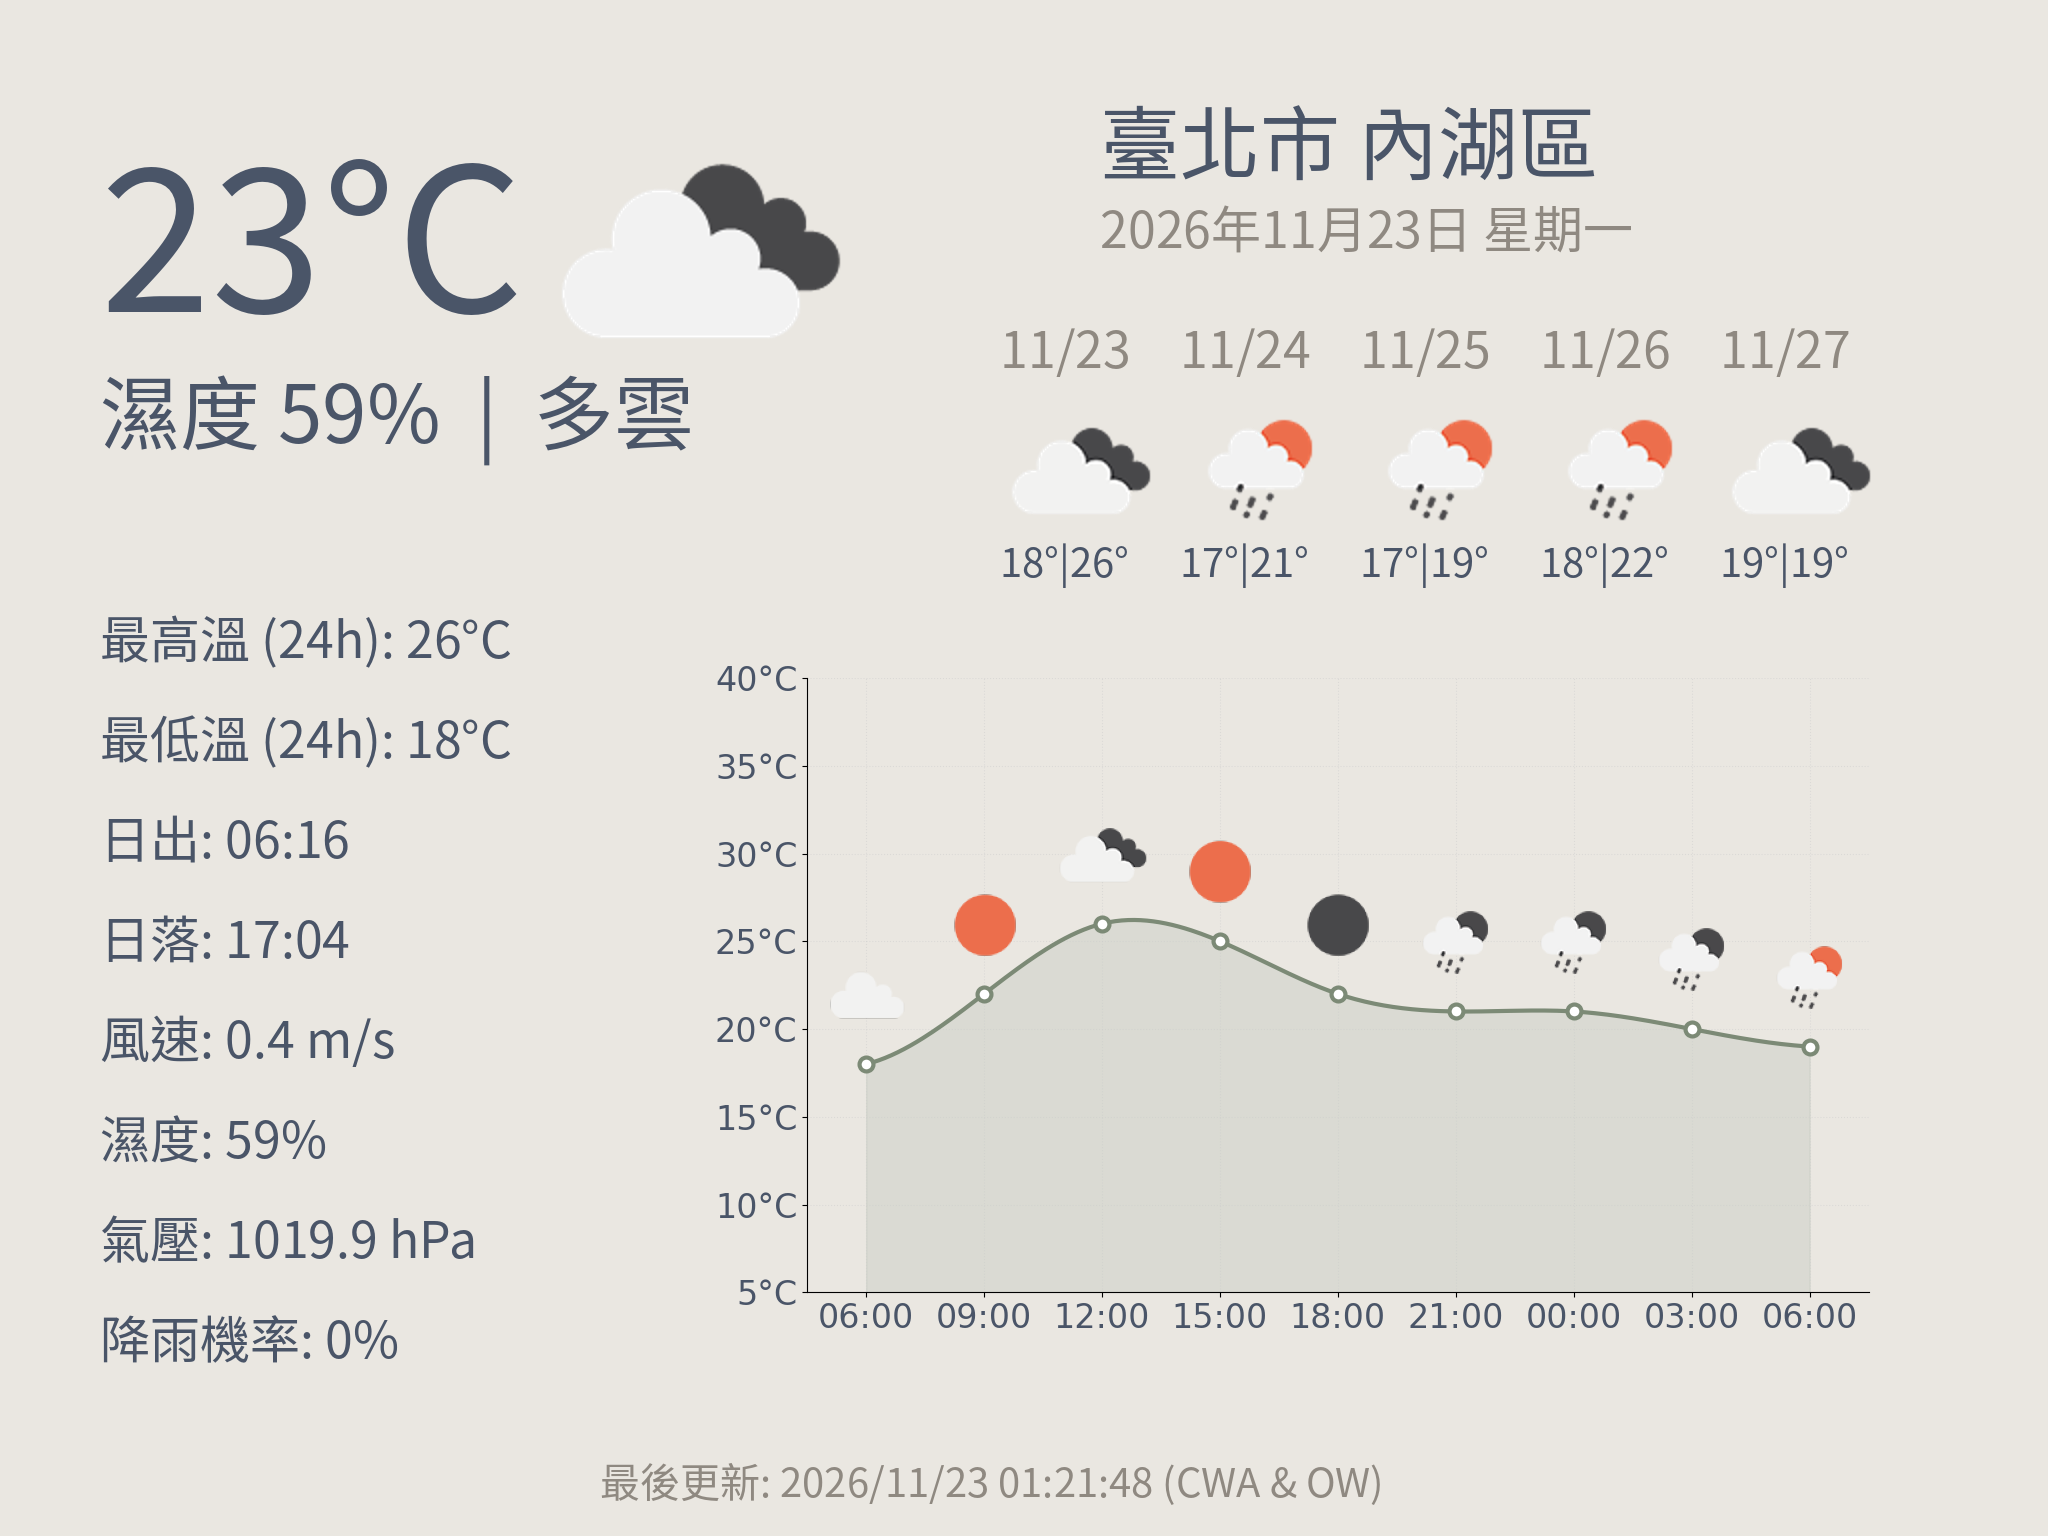 23°C
濕度 59% | 多雲
臺北市 內湖區
2026年11月23日 星期一
11/23 11/24 11/25 11/26 11/27
18°|26° 17°|21° 17°|19° 18°|22° 19°|19°
最高溫 (24h): 26°C
最低溫 (24h): 18°C
日出: 06:16
日落: 17:04
風速: 0.4 m/s
濕度: 59%
氣壓: 1019.9 hPa
降雨機率: 0%
40°C
35°C
30°C
25°C
20°C
15°C
10°C
5°C
06:00 09:00 12:00 15:00 18:00 21:00 00:00 03:00 06:00
最後更新: 2026/11/23 01:21:48 (CWA & OW)